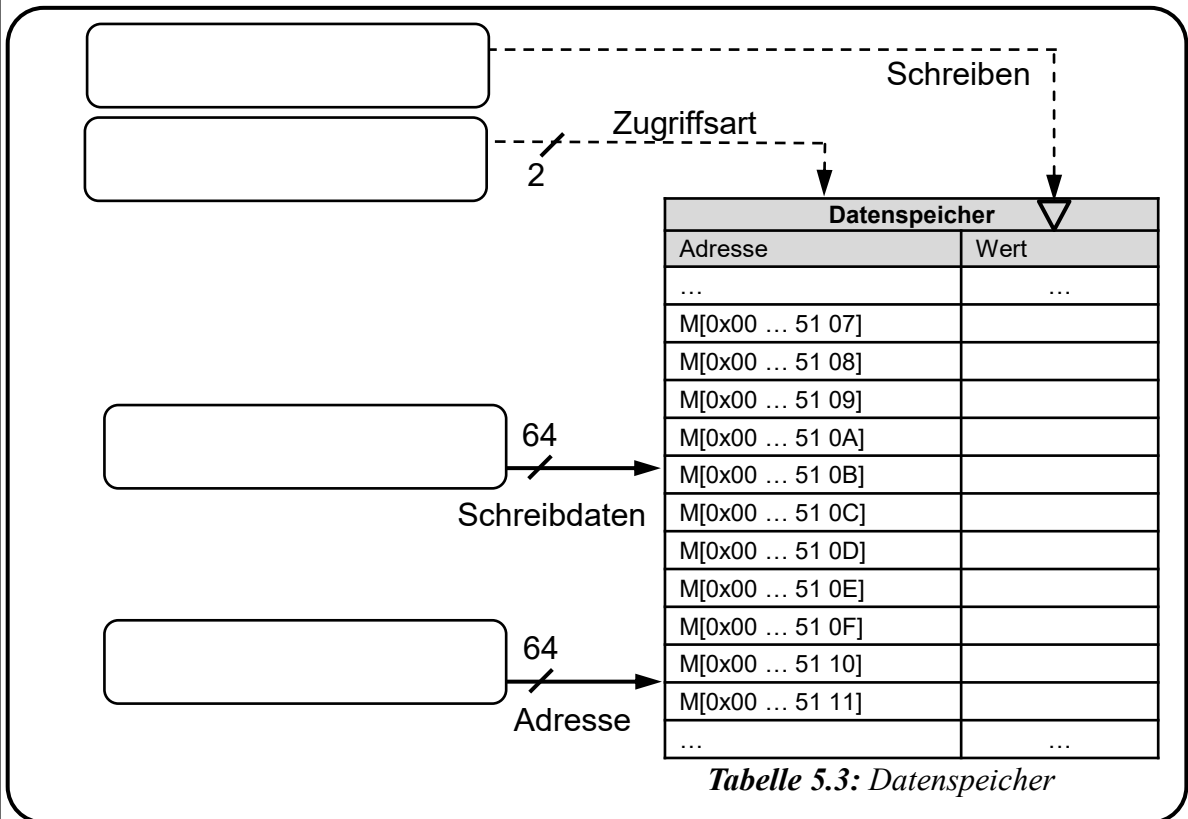 Schreiben
Zugriffsart
2
Datenspeicher
Adresse Wert
… …
M[0x00 … 51 07]
M[0x00 … 51 08]
M[0x00 … 51 09]
M[0x00 … 51 0A]
64
M[0x00 … 51 0B]
Schreibdaten
M[0x00 … 51 0C]
M[0x00 … 51 0D]
M[0x00 … 51 0E]
M[0x00 … 51 0F]
64
M[0x00 … 51 10]
M[0x00 … 51 11]
Adresse
… …
Tabelle 5.3: Datenspeicher